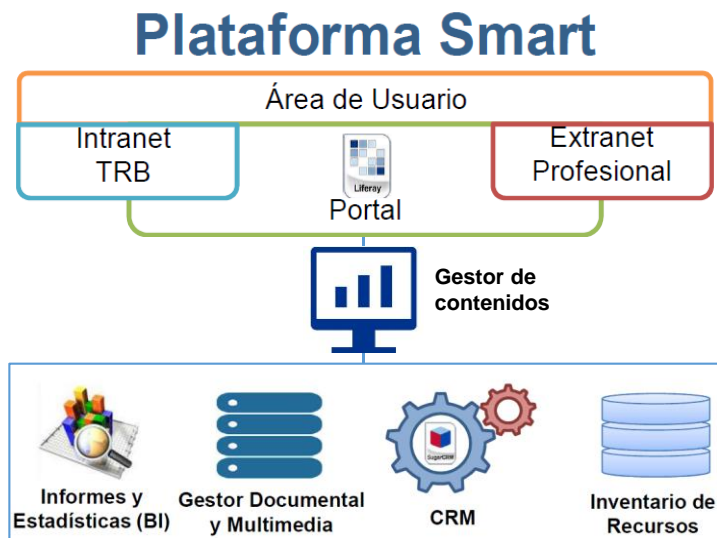 Plataforma Smart
Área de Usuario
Intranet
TRB
Extranet
Profesional
Liferay
Portal
Gestor de
contenidos
Informes y
Estadísticas (BI)
Gestor Documental
y Multimedia
SugarCRM
CRM
Inventario de
Recursos